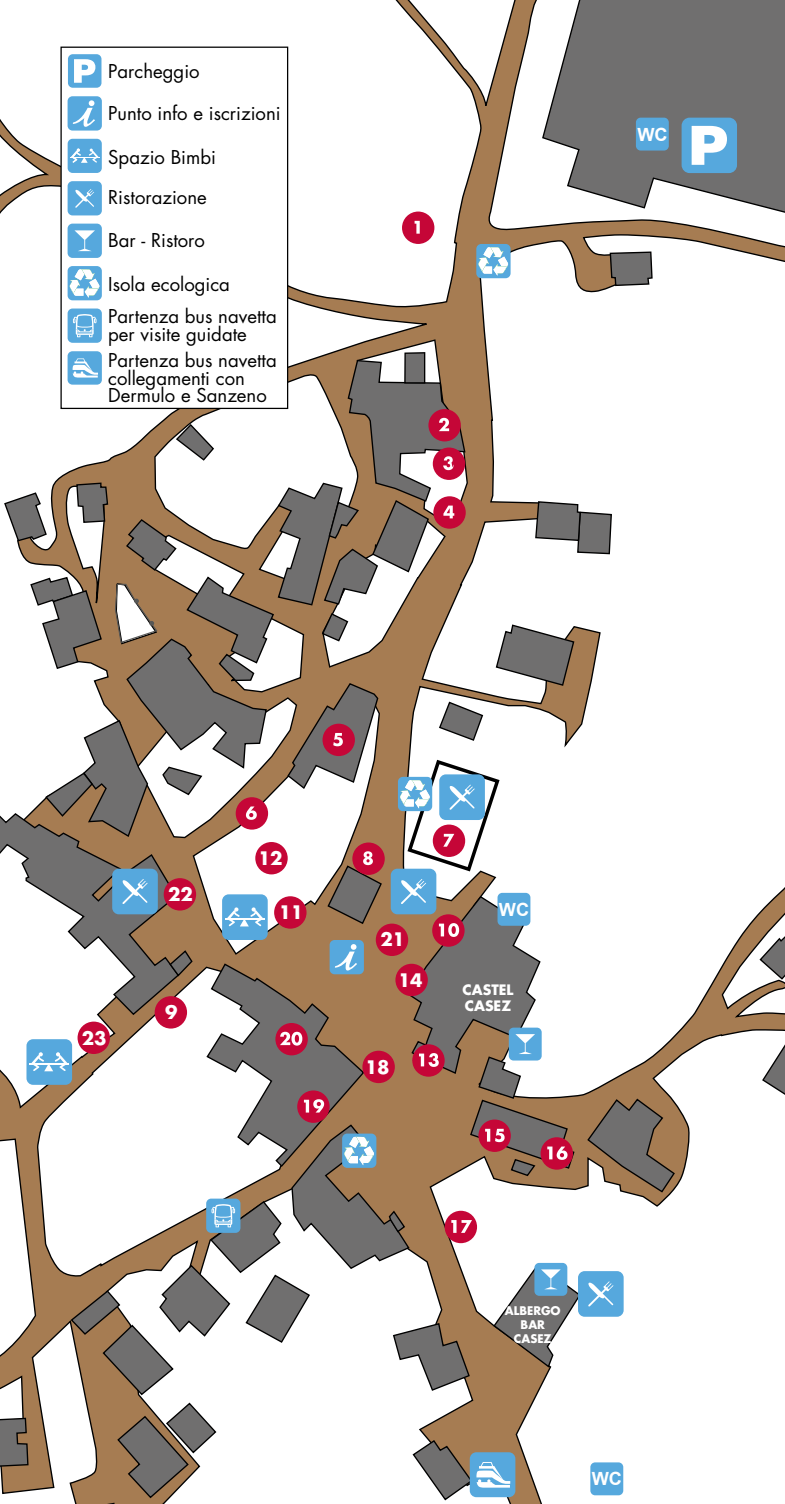 P Parcheggio
i Punto info e iscrizioni
Spazio Bimbi
Ristorazione
Bar - Ristoro
Isola ecologica
Partenza bus navetta
per visite guidate
Partenza bus navetta
collegamenti con
Dermulo e Sanzeno
WC P
1
2
3
4
5
6
7
12
8
22
11
WC
10
21
i
14
CASTEL
CASEZ
9
23
20
13
18
19
15
16
17
ALBERGO
BAR
CASEZ
WC